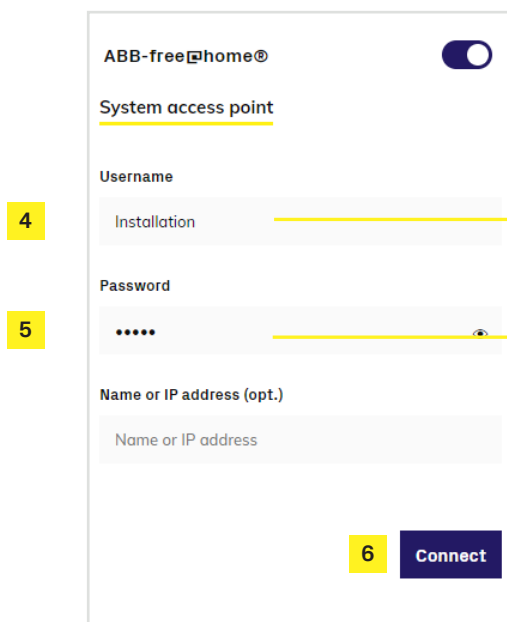 ABB-free@home®
System access point
Username
4
Installation
Password
5
•••••
Name or IP address (opt.)
Name or IP address
6
Connect